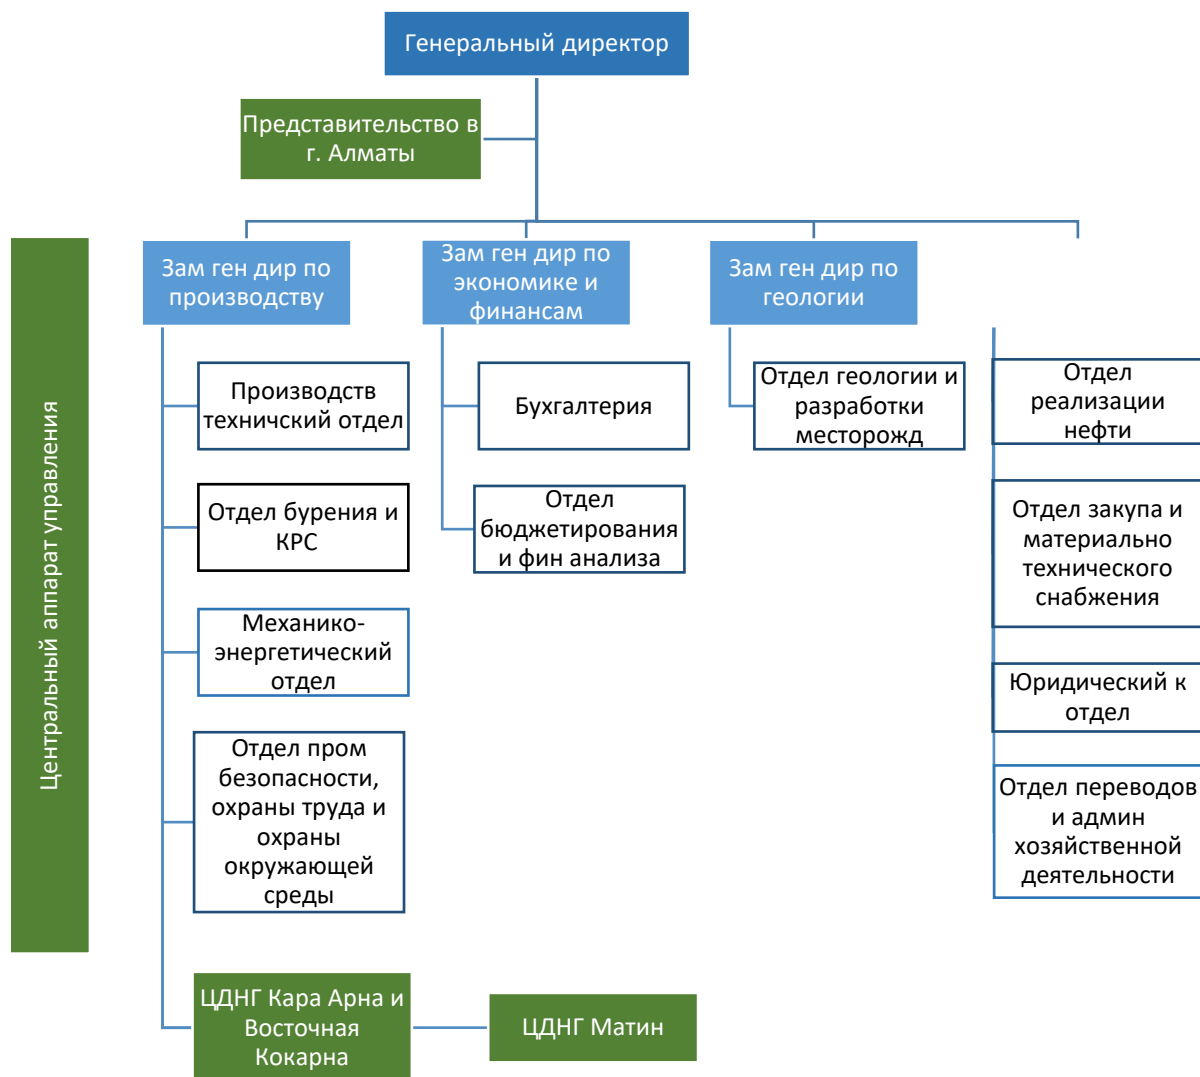 Генеральный директор
Представительство в
г. Алматы
Центральный аппарат управления
Зам ген дир по
производству
Зам ген дир по
экономике и
финансам
Зам ген дир по
геологии
Производств
техничский отдел
Бухгалтерия
Отдел геологии и
разработки
месторожд
Отдел
реализации
нефти
Отдел бурения и
КРС
Отдел
бюджетирования
и фин анализа
Отдел закупа и
материально
технического
снабжения
Механико-
энергетический
отдел
Юридический к
отдел
Отдел пром
безопасности,
охраны труда и
охраны
окружающей
среды
Отдел переводов
и админ
хозяйственной
деятельности
ЦДНГ Кара Арна и
Восточная
Кокарна
ЦДНГ Матин